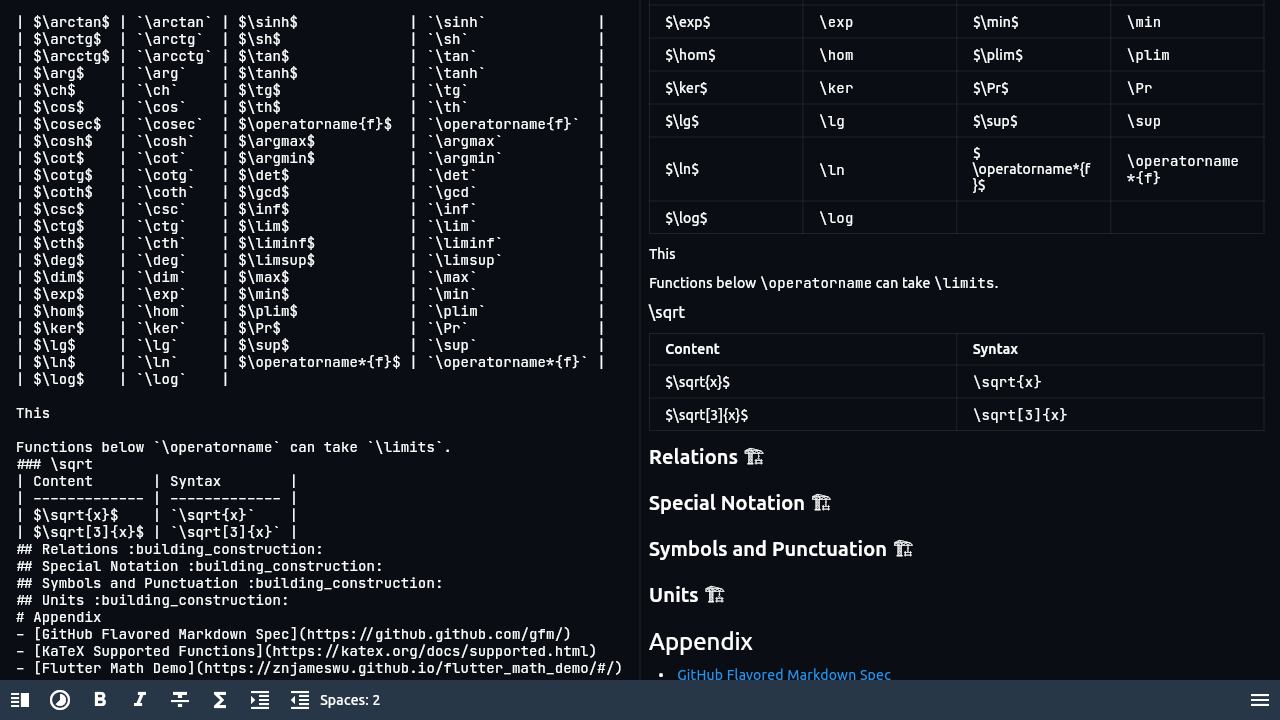 | $\arctan$ | `\arctan` | $\sinh$             | `\sinh`             |
| $\arctg$  | `\arctg`  | $\sh$               | `\sh`               |
| $\arcctg$ | `\arcctg` | $\tan$              | `\tan`              |
| $\arg$    | `\arg`    | $\tanh$             | `\tanh`             |
| $\ch$     | `\ch`     | $\tg$               | `\tg`               |
| $\cos$    | `\cos`    | $\th$               | `\th`               |
| $\cosec$  | `\cosec`  | $\operatorname{f}$  | `\operatorname{f}`  |
| $\cosh$   | `\cosh`   | $\argmax$           | `\argmax`           |
| $\cot$    | `\cot`    | $\argmin$           | `\argmin`           |
| $\cotg$   | `\cotg`   | $\det$              | `\det`              |
| $\coth$   | `\coth`   | $\gcd$              | `\gcd`              |
| $\csc$    | `\csc`    | $\inf$              | `\inf`              |
| $\ctg$    | `\ctg`    | $\lim$              | `\lim`              |
| $\cth$    | `\cth`    | $\liminf$           | `\liminf`           |
| $\deg$    | `\deg`    | $\limsup$           | `\limsup`           |
| $\dim$    | `\dim`    | $\max$              | `\max`              |
| $\exp$    | `\exp`    | $\min$              | `\min`              |
| $\hom$    | `\hom`    | $\plim$             | `\plim`             |
| $\ker$    | `\ker`    | $\Pr$               | `\Pr`               |
| $\lg$     | `\lg`     | $\sup$              | `\sup`              |
| $\ln$     | `\ln`     | $\operatorname*{f}$ | `\operatorname*{f}` |
| $\log$    | `\log`    |
This
Functions below `\operatorname` can take `\limits`.
### \sqrt
| Content       | Syntax        |
| ------------- | ------------- |
| $\sqrt{x}$    | `\sqrt{x}`    |
| $\sqrt[3]{x}$ | `\sqrt[3]{x}` |
## Relations :building_construction:
## Special Notation :building_construction:
## Symbols and Punctuation :building_construction:
## Units :building_construction:
# Appendix
- [GitHub Flavored Markdown Spec](https://github.github.com/gfm/)
- [KaTeX Supported Functions](https://katex.org/docs/supported.html)
- [Flutter Math Demo](https://znjameswu.github.io/flutter_math_demo/#/)
$\exp$ \exp $\min$ \min
$\hom$ \hom $\plim$ \plim
$\ker$ \ker $\Pr$ \Pr
$\lg$ \lg $\sup$ \sup
$\ln$ \ln $
\operatorname*{f
}$ \operatorname
*{f}
$\log$ \log
This
Functions below \operatorname can take \limits.
\sqrt
Content Syntax
$\sqrt{x}$ \sqrt{x}
$\sqrt[3]{x}$ \sqrt[3]{x}
Relations 🏗
Special Notation 🏗
Symbols and Punctuation 🏗
Units 🏗
Appendix
• GitHub Flavored Markdown Spec
B I S Σ Spaces: 2